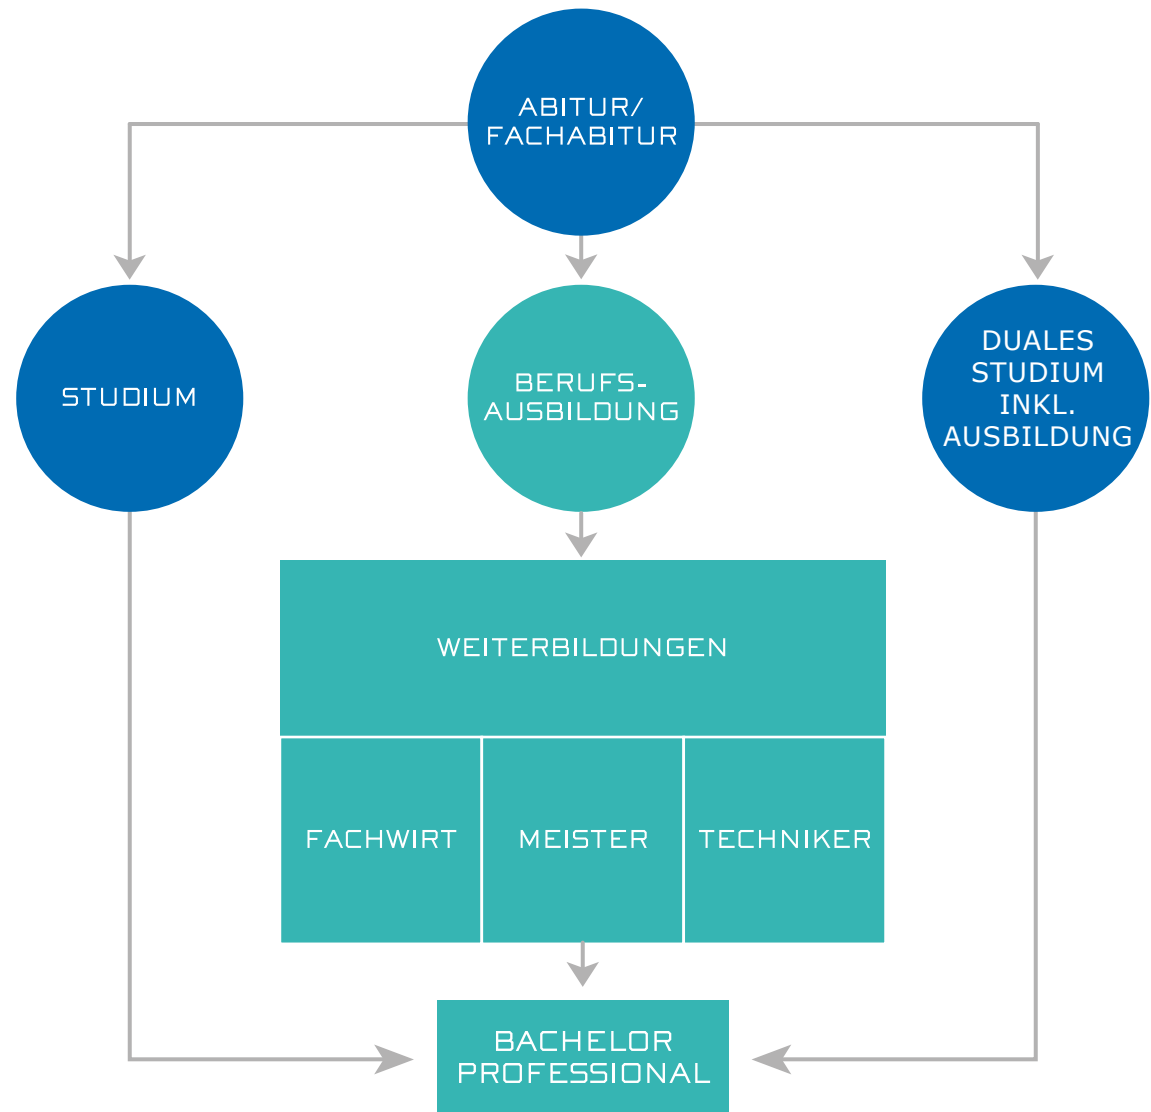 ABITUR/
FACHABITUR
STUDIUM
BERUFS-
AUSBILDUNG
DUALES
STUDIUM
INKL.
AUSBILDUNG
WEITERBILDUNGEN
FACHWIRT
MEISTER
TECHNIKER
BACHELOR
PROFESSIONAL